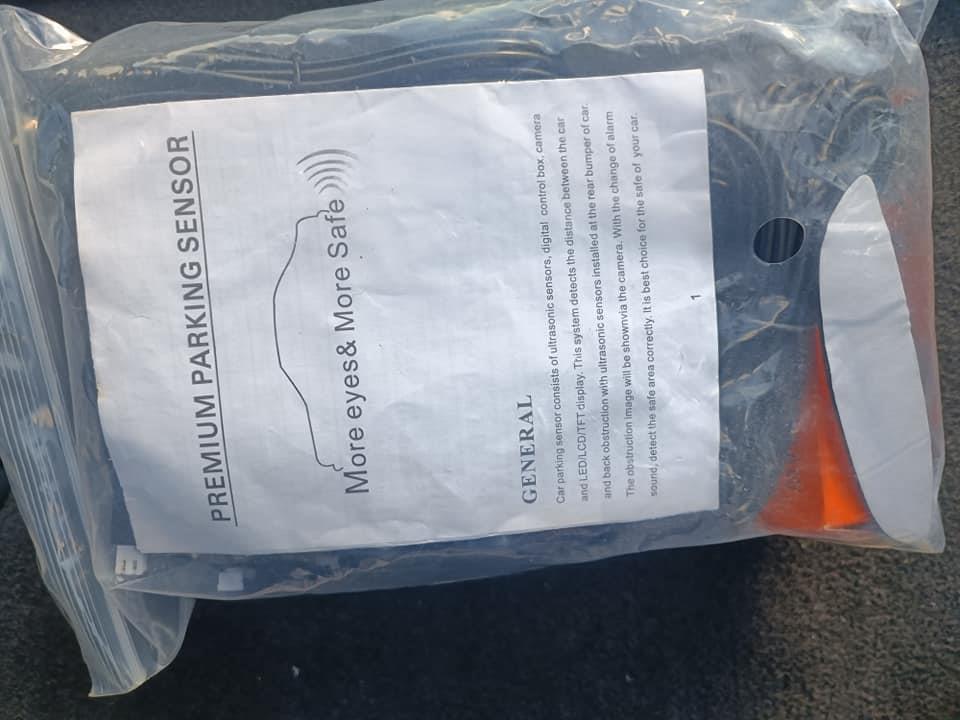 PREMIUM PARKING SENSOR
More eyes& More Safe
GENERAL
Car parking sensor consists of ultrasonic sensors, digital control box, camera
and LED/LCD/TFT display. This system detects the distance between the car
and back obstruction with ultrasonic sensors installed at the rear bumper of car.
The obstruction image will be shownvia the camera. With the change of alarm
sound, detect the safe area correctly. It is best choice for the safe of your car.
1